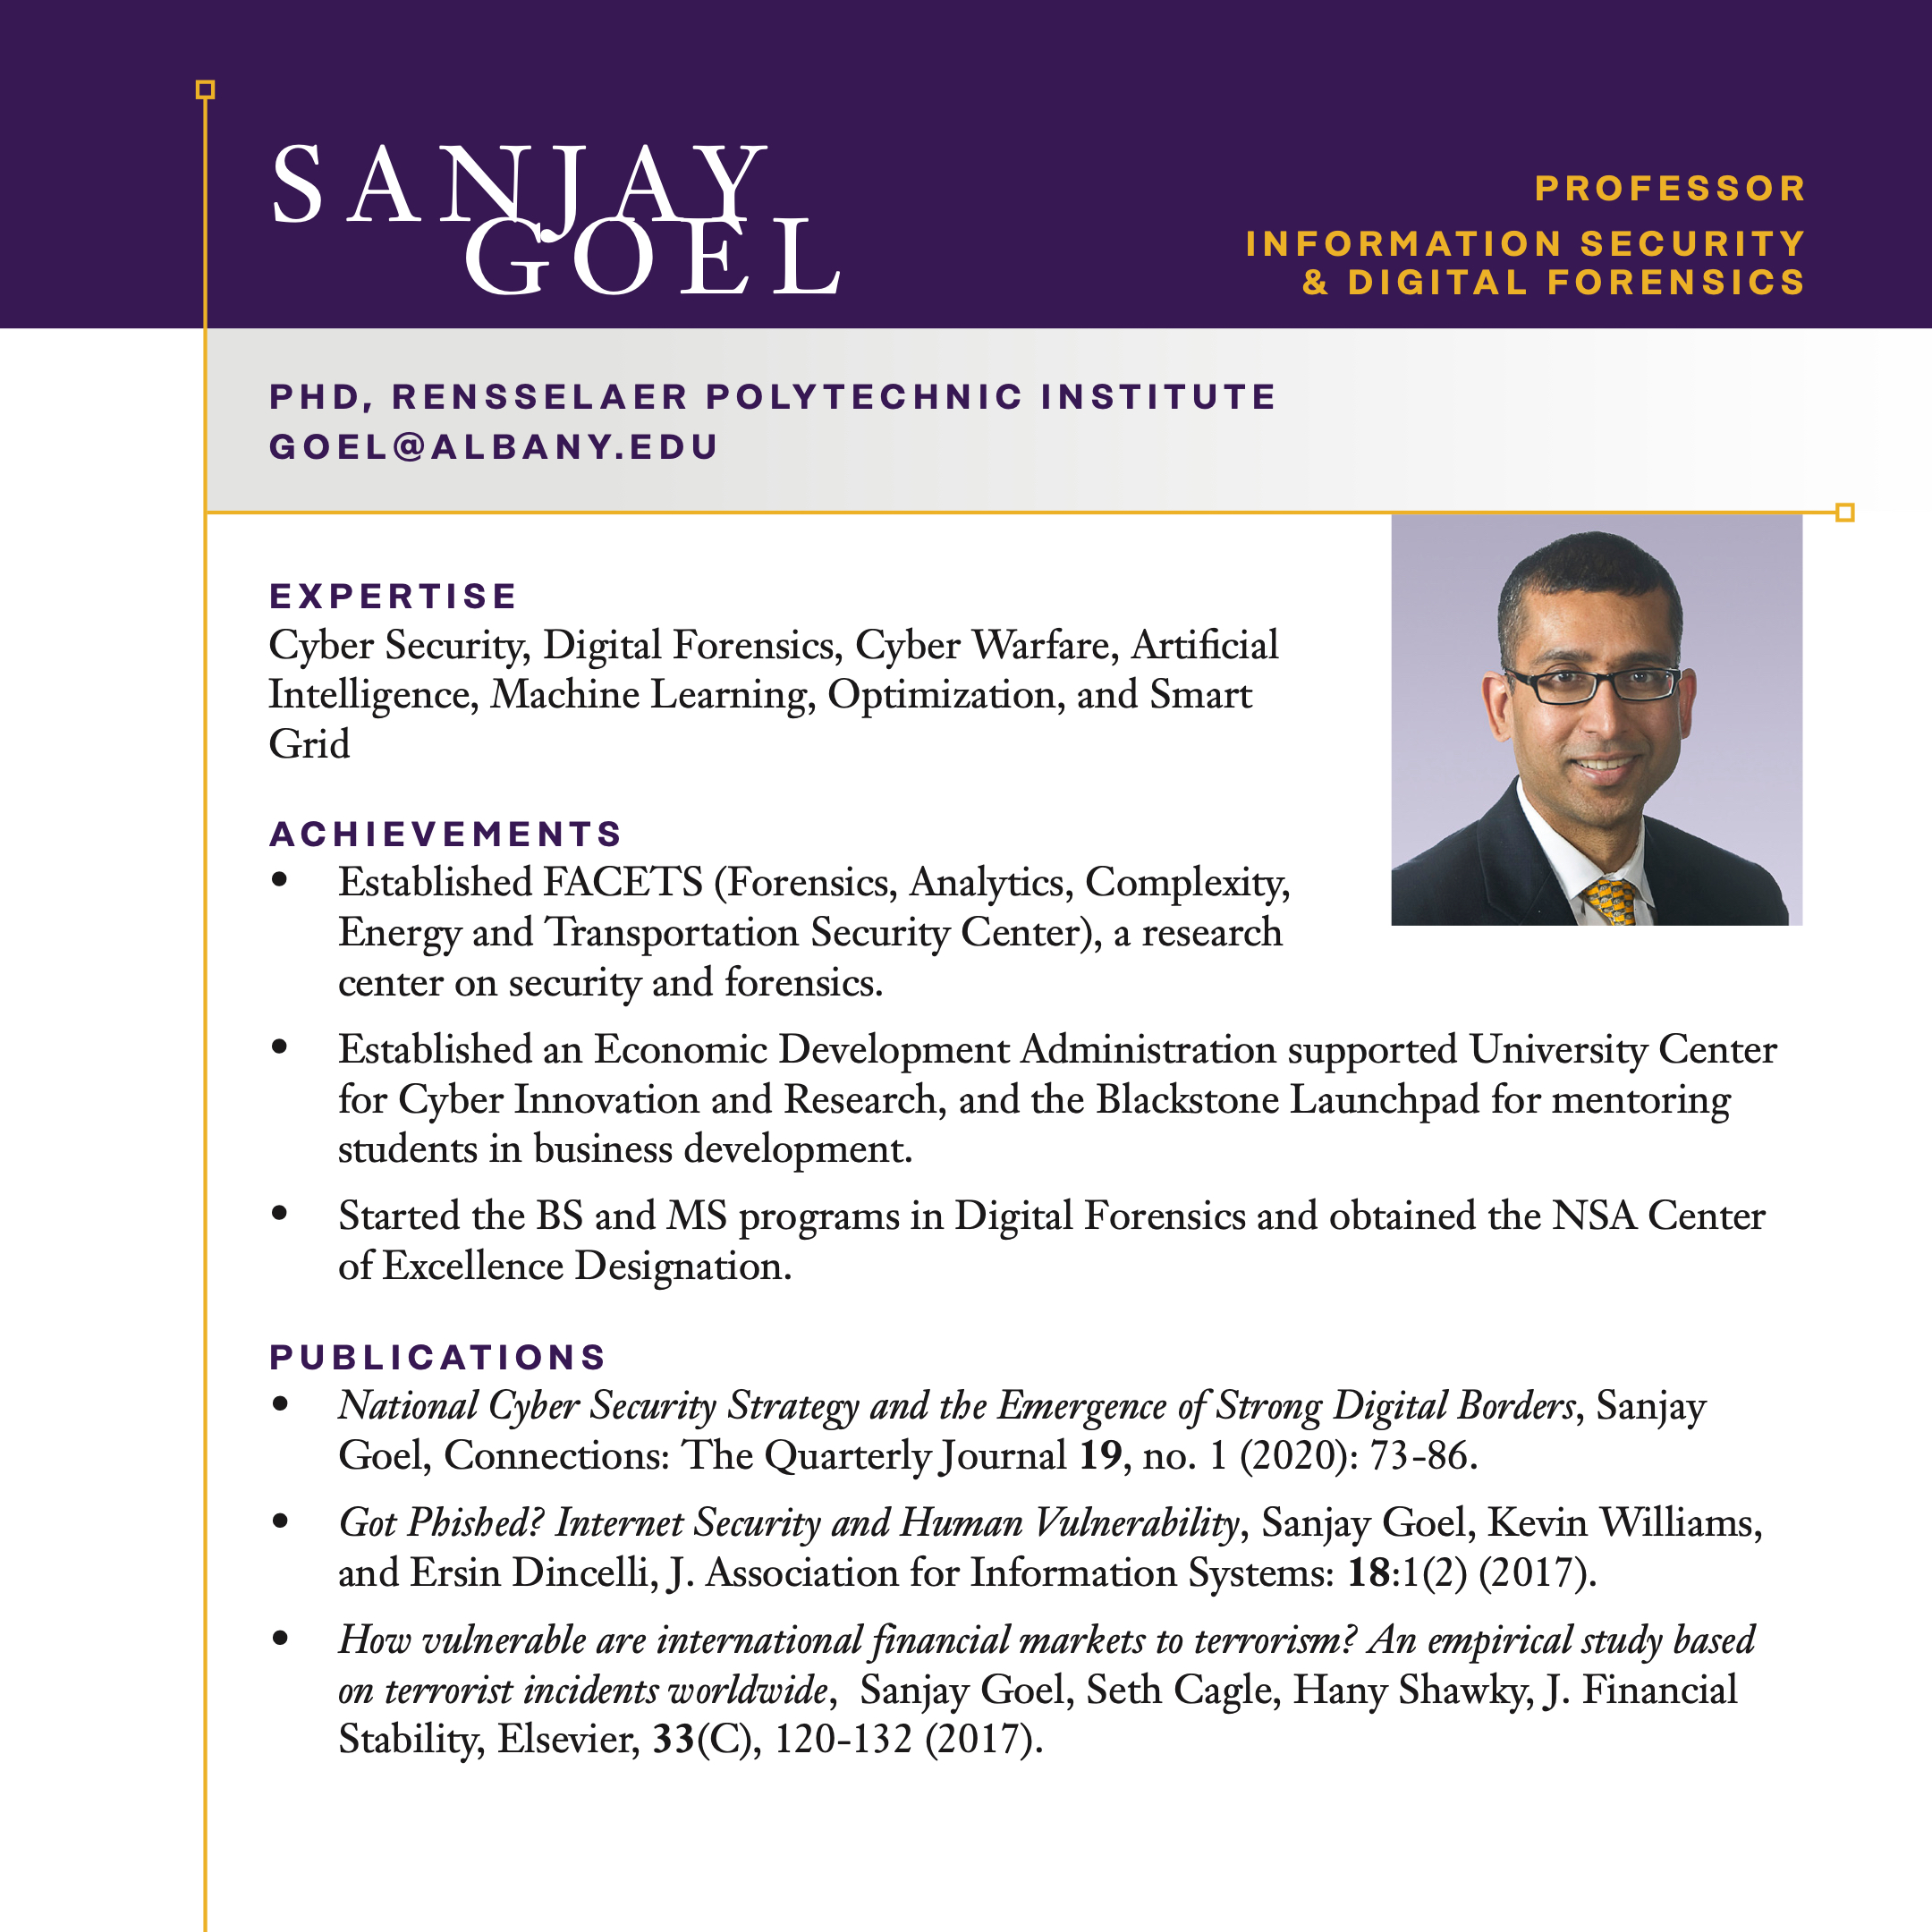 SANJAY
GOEL
PROFESSOR
INFORMATION SECURITY
& DIGITAL FORENSICS
PHD, RENSSELAER POLYTECHNIC INSTITUTE
GOEL@ALBANY.EDU
EXPERTISE
Cyber Security, Digital Forensics, Cyber Warfare, Artificial
Intelligence, Machine Learning, Optimization, and Smart
Grid
ACHIEVEMENTS
• Established FACETS (Forensics, Analytics, Complexity,
Energy and Transportation Security Center), a research
center on security and forensics.
• Established an Economic Development Administration supported University Center
for Cyber Innovation and Research, and the Blackstone Launchpad for mentoring
students in business development.
• Started the BS and MS programs in Digital Forensics and obtained the NSA Center
of Excellence Designation.
PUBLICATIONS
• National Cyber Security Strategy and the Emergence of Strong Digital Borders, Sanjay
Goel, Connections: The Quarterly Journal 19, no. 1 (2020): 73-86.
• Got Phished? Internet Security and Human Vulnerability, Sanjay Goel, Kevin Williams,
and Ersin Dincelli, J. Association for Information Systems: 18:1(2) (2017).
• How vulnerable are international financial markets to terrorism? An empirical study based
on terrorist incidents worldwide, Sanjay Goel, Seth Cagle, Hany Shawky, J. Financial
Stability, Elsevier, 33(C), 120-132 (2017).